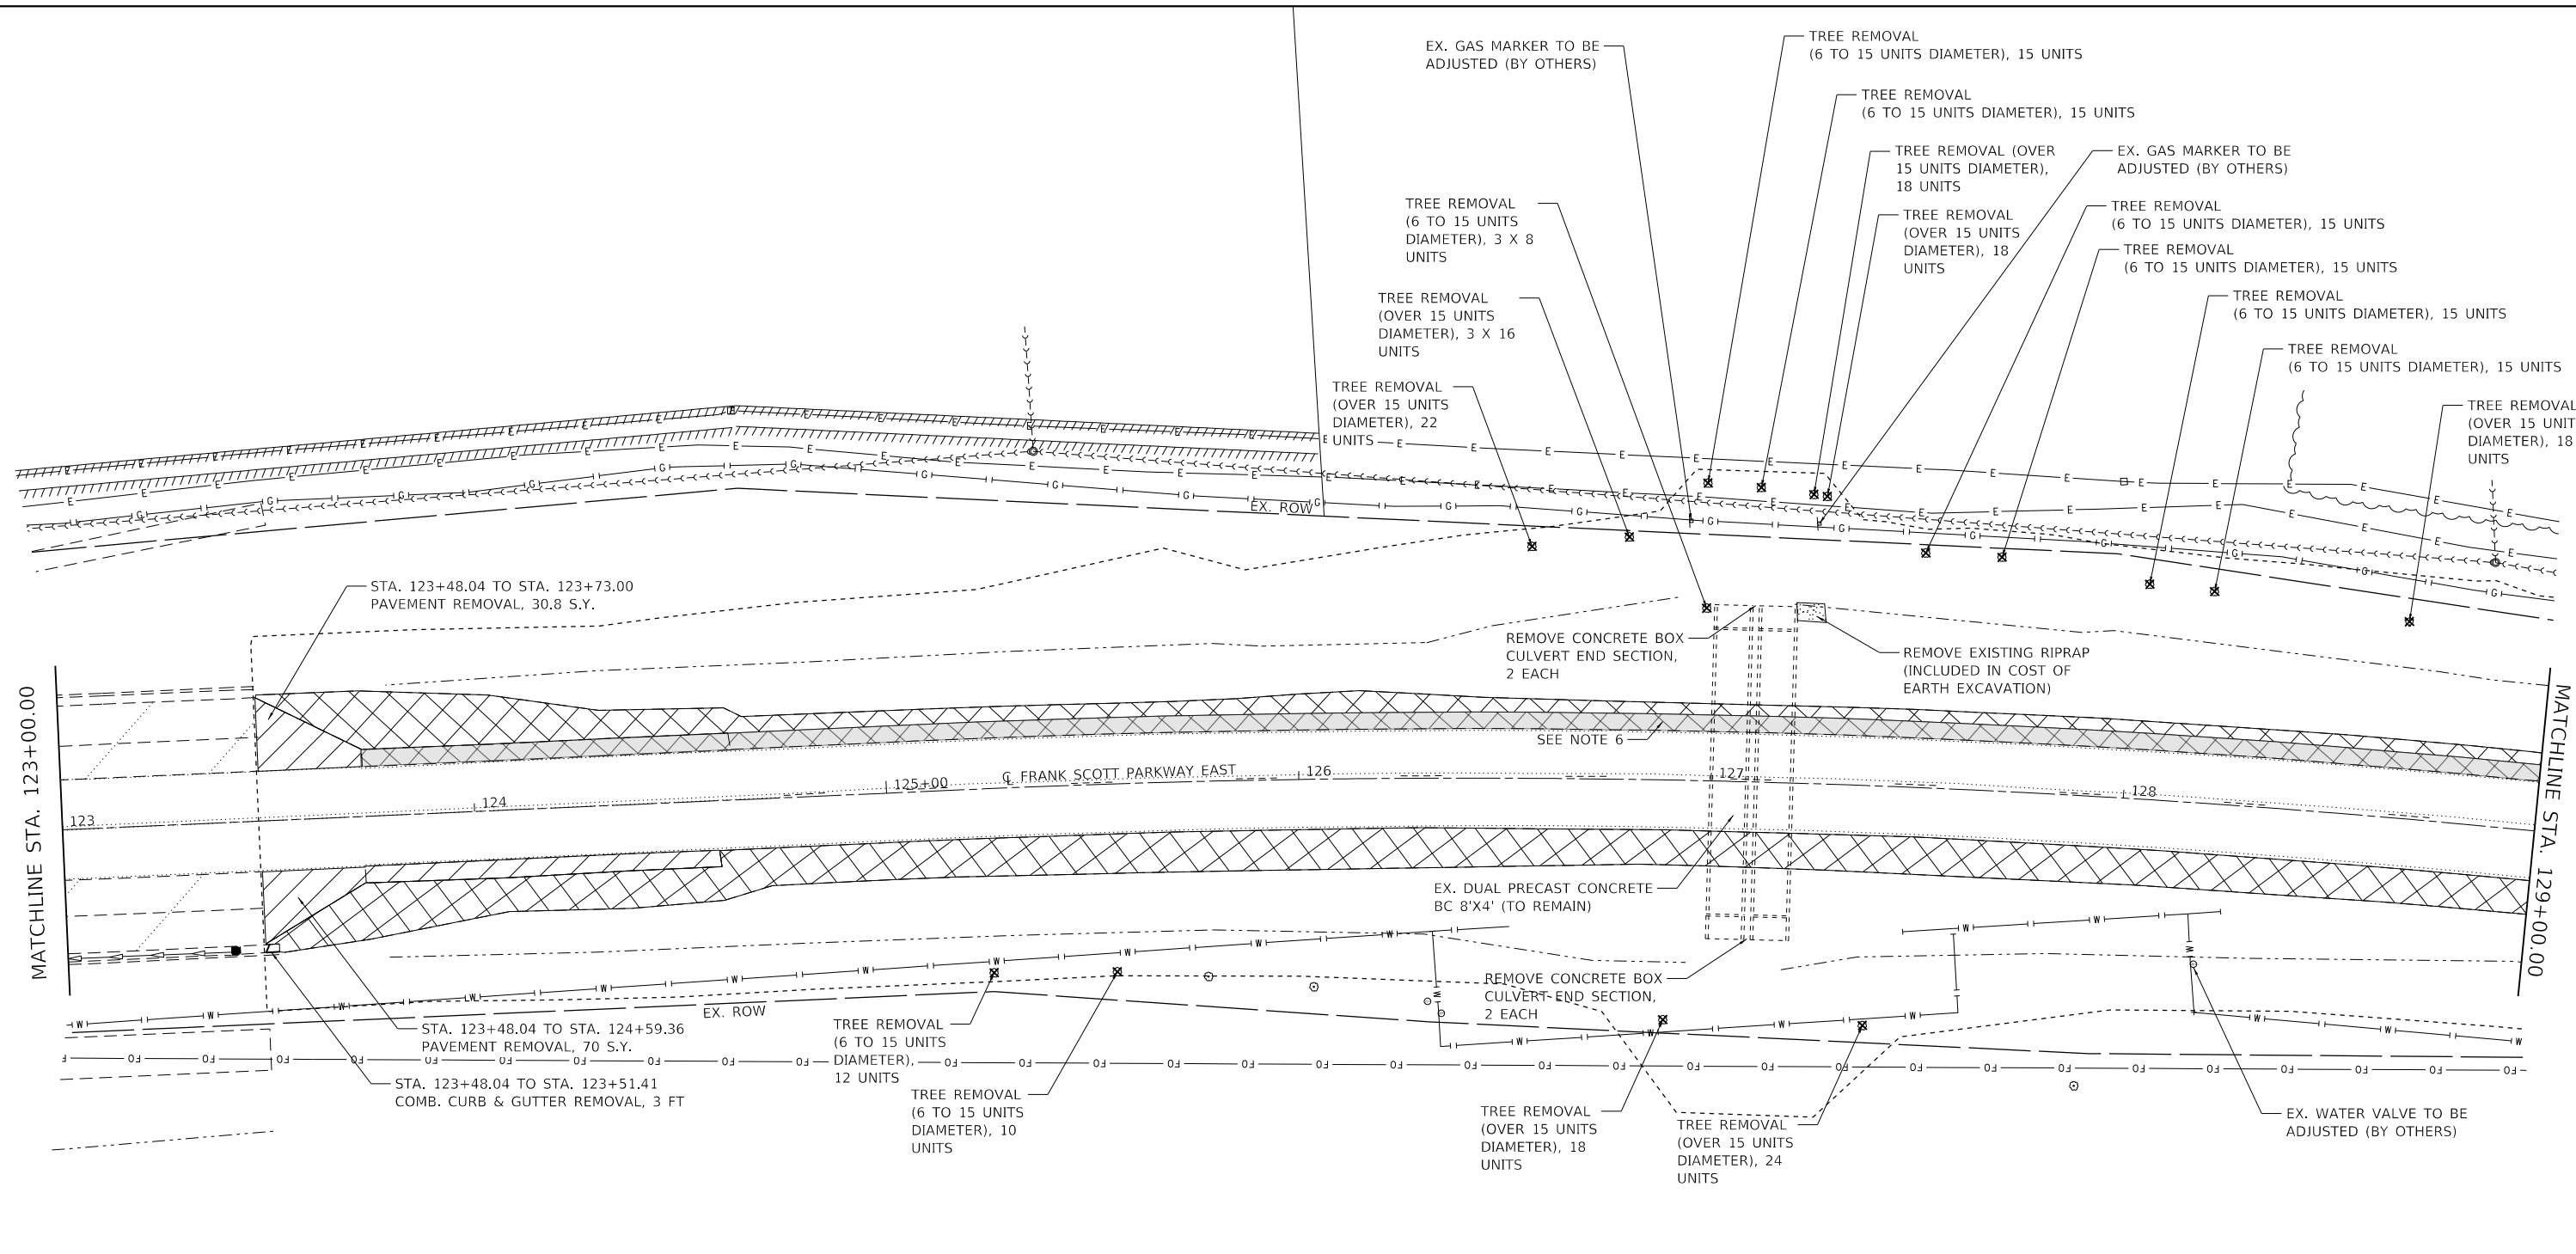 EX. GAS MARKER TO BE
ADJUSTED (BY OTHERS)
TREE REMOVAL
(6 TO 15 UNITS DIAMETER), 15 UNITS
TREE REMOVAL
(6 TO 15 UNITS DIAMETER), 15 UNITS
TREE REMOVAL (OVER
15 UNITS DIAMETER),
18 UNITS
EX. GAS MARKER TO BE
ADJUSTED (BY OTHERS)
TREE REMOVAL
(6 TO 15 UNITS
DIAMETER), 3 X 8
UNITS
TREE REMOVAL
(OVER 15 UNITS
DIAMETER), 18
UNITS
TREE REMOVAL
(6 TO 15 UNITS DIAMETER), 15 UNITS
TREE REMOVAL
(6 TO 15 UNITS DIAMETER), 15 UNITS
TREE REMOVAL
(OVER 15 UNITS
DIAMETER), 3 X 16
UNITS
TREE REMOVAL
(6 TO 15 UNITS DIAMETER), 15 UNITS
TREE REMOVAL
(6 TO 15 UNITS DIAMETER), 15 UNITS
TREE REMOVAL
(OVER 15 UNITS
DIAMETER), 22
UNITS
TREE REMOVAL
(OVER 15 UNIT
DIAMETER), 18
UNITS
EX. ROW
STA. 123+48.04 TO STA. 123+73.00
PAVEMENT REMOVAL, 30.8 S.Y.
REMOVE CONCRETE BOX
CULVERT END SECTION,
2 EACH
REMOVE EXISTING RIPRAP
(INCLUDED IN COST OF
EARTH EXCAVATION)
MATCHLINE STA. 123+00.00
MATCHLINE STA. 129+00.00
SEE NOTE 6
123
124
125+00
℄ FRANK SCOTT PARKWAY EAST
126
127
128
EX. DUAL PRECAST CONCRETE
BC 8'X4' (TO REMAIN)
REMOVE CONCRETE BOX
CULVERT END SECTION,
2 EACH
EX. ROW
STA. 123+48.04 TO STA. 124+59.36
PAVEMENT REMOVAL, 70 S.Y.
STA. 123+48.04 TO STA. 123+51.41
COMB. CURB & GUTTER REMOVAL, 3 FT
TREE REMOVAL
(6 TO 15 UNITS
DIAMETER),
12 UNITS
TREE REMOVAL
(6 TO 15 UNITS
DIAMETER), 10
UNITS
TREE REMOVAL
(OVER 15 UNITS
DIAMETER), 18
UNITS
TREE REMOVAL
(OVER 15 UNITS
DIAMETER), 24
UNITS
EX. WATER VALVE TO BE
ADJUSTED (BY OTHERS)